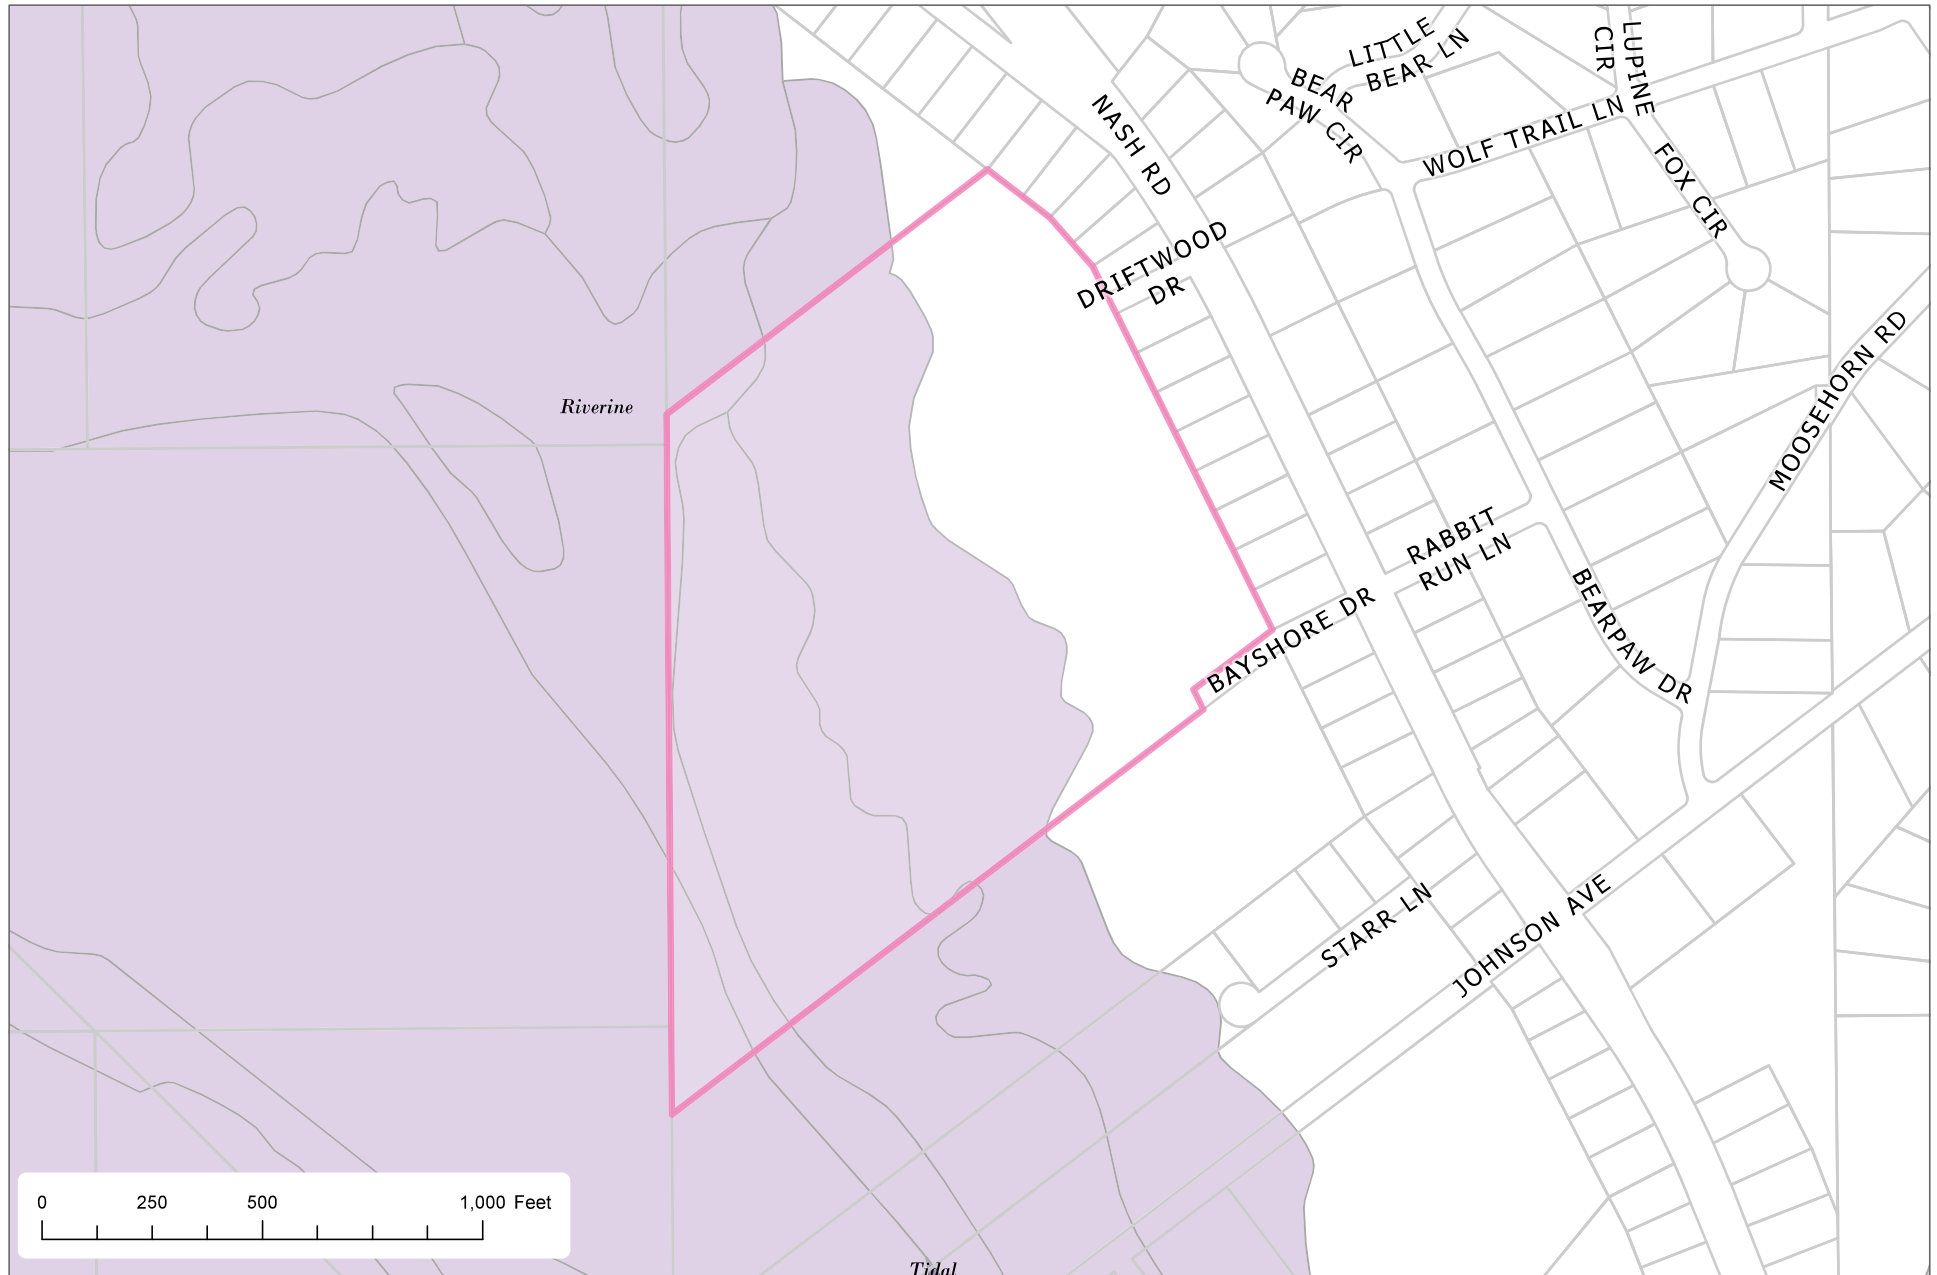 LITTLE
BEAR LN
LUPINE
CIR
BEAR
PAW CIR
NASH RD
WOLF TRAIL LN
FOX CIR
DRIFTWOOD
DR
MOOSEHORN RD
Riverine
RABBIT
RUN LN
BAYSHORE DR
BEARPAW DR
STARR LN
JOHNSON AVE
0 250 500 1,000 Feet
Tidal